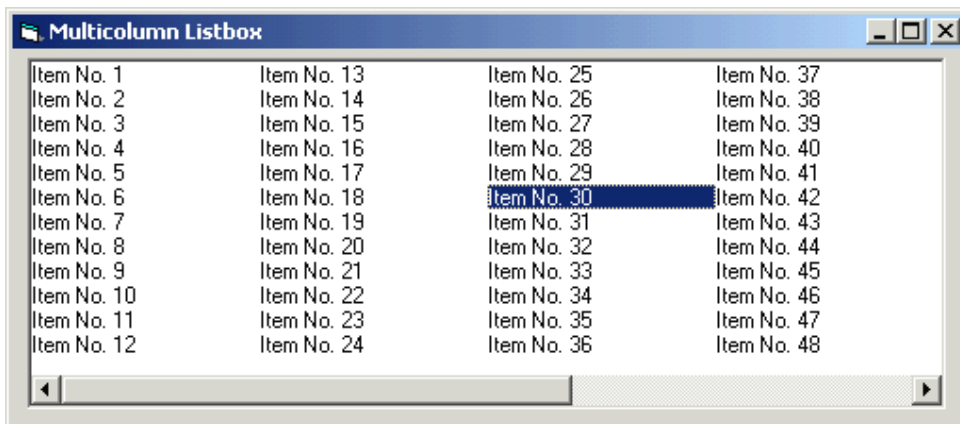 Multicolumn Listbox
Item No. 1 Item No. 13 Item No. 25 Item No. 37
Item No. 2 Item No. 14 Item No. 26 Item No. 38
Item No. 3 Item No. 15 Item No. 27 Item No. 39
Item No. 4 Item No. 16 Item No. 28 Item No. 40
Item No. 5 Item No. 17 Item No. 29 Item No. 41
Item No. 6 Item No. 18 Item No. 30 Item No. 42
Item No. 7 Item No. 19 Item No. 31 Item No. 43
Item No. 8 Item No. 20 Item No. 32 Item No. 44
Item No. 9 Item No. 21 Item No. 33 Item No. 45
Item No. 10 Item No. 22 Item No. 34 Item No. 46
Item No. 11 Item No. 23 Item No. 35 Item No. 47
Item No. 12 Item No. 24 Item No. 36 Item No. 48